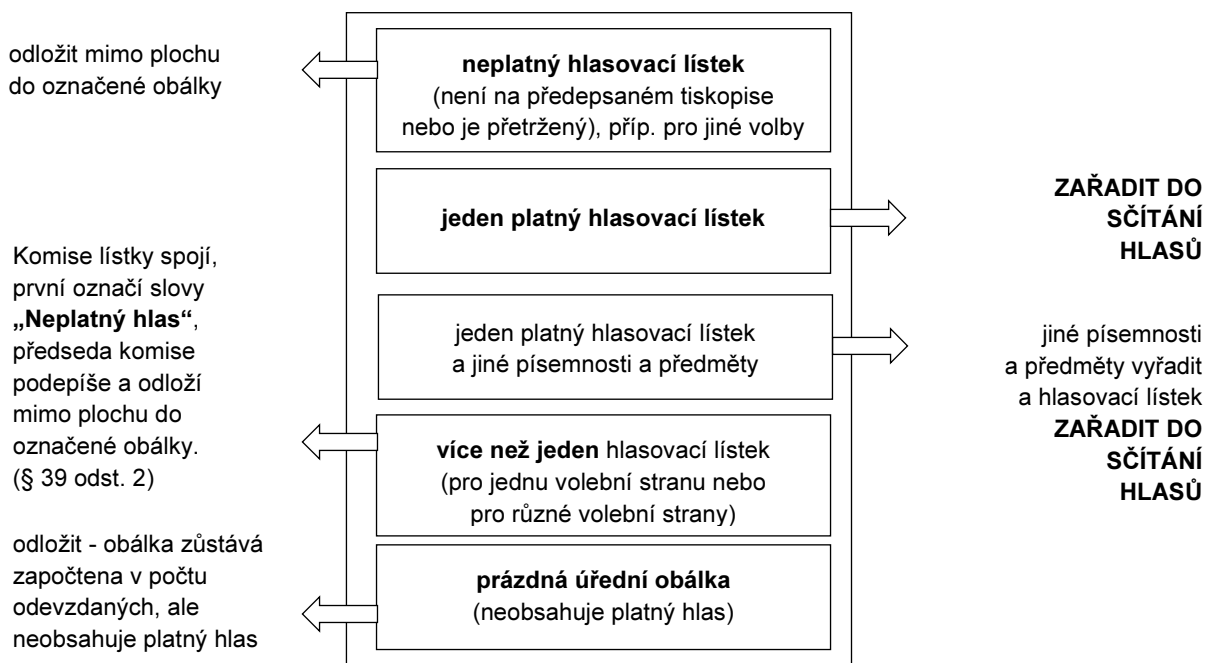 odložit mimo plochu
do označené obálky
neplatný hlasovací lístek
(není na předepsaném tiskopise
nebo je přetržený), příp. pro jiné volby
jeden platný hlasovací lístek
ZAŘADIT DO
SČÍTÁNÍ
HLASŮ
Komise lístky spojí,
první označí slovy
„Neplatný hlas“,
předseda komise
podepíše a odloží
mimo plochu do
označené obálky.
(§ 39 odst. 2)
jeden platný hlasovací lístek
a jiné písemnosti a předměty
jiné písemnosti
a předměty vyřadit
a hlasovací lístek
ZAŘADIT DO
SČÍTÁNÍ
HLASŮ
více než jeden hlasovací lístek
(pro jednu volební stranu nebo
pro různé volební strany)
odložit - obálka zůstává
započtena v počtu
odevzdaných, ale
neobsahuje platný hlas
prázdná úřední obálka
(neobsahuje platný hlas)